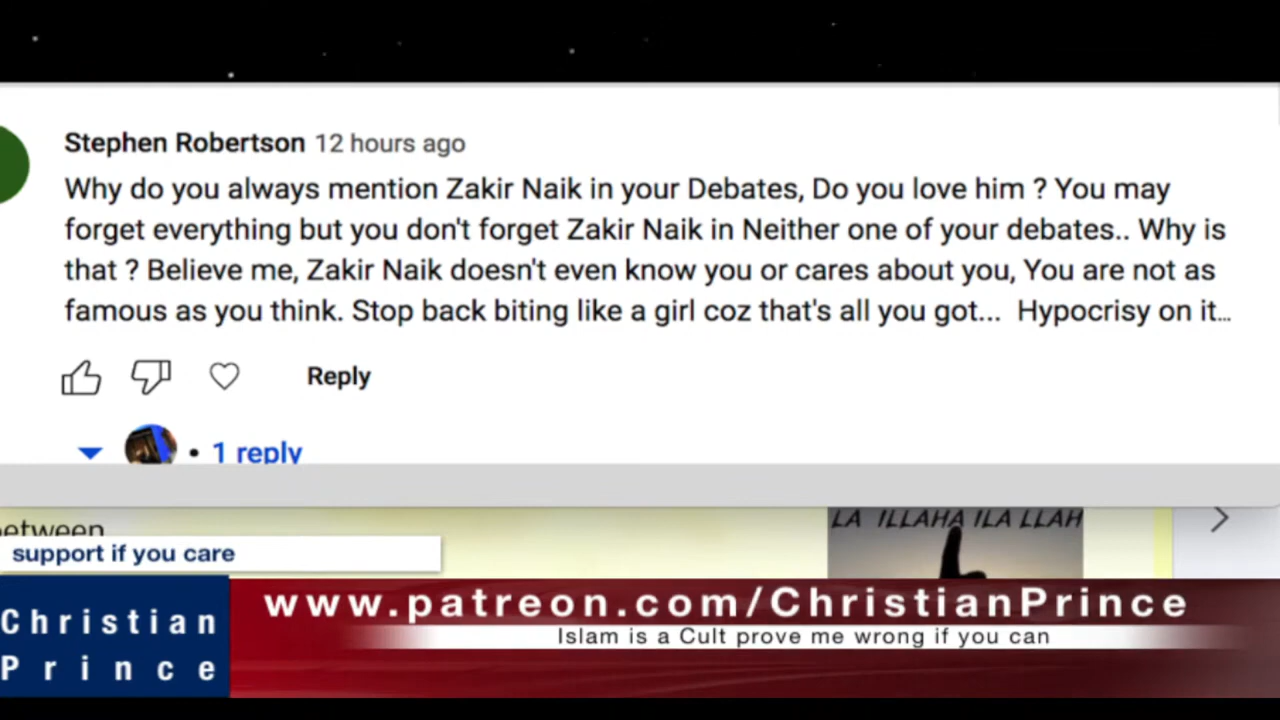 Stephen Robertson 12 hours ago
Why do you always mention Zakir Naik in your Debates, Do you love him ? You may
forget everything but you don't forget Zakir Naik in Neither one of your debates.. Why is
that ? Believe me, Zakir Naik doesn't even know you or cares about you, You are not as
famous as you think. Stop back biting like a girl coz that's all you got... Hypocrisy on it...
Reply
1 reply
LA ILLAHA ILA LLAH
support if you care
www.patreon.com/ChristianPrince
Islam is a Cult prove me wrong if you can
Christian
Prince